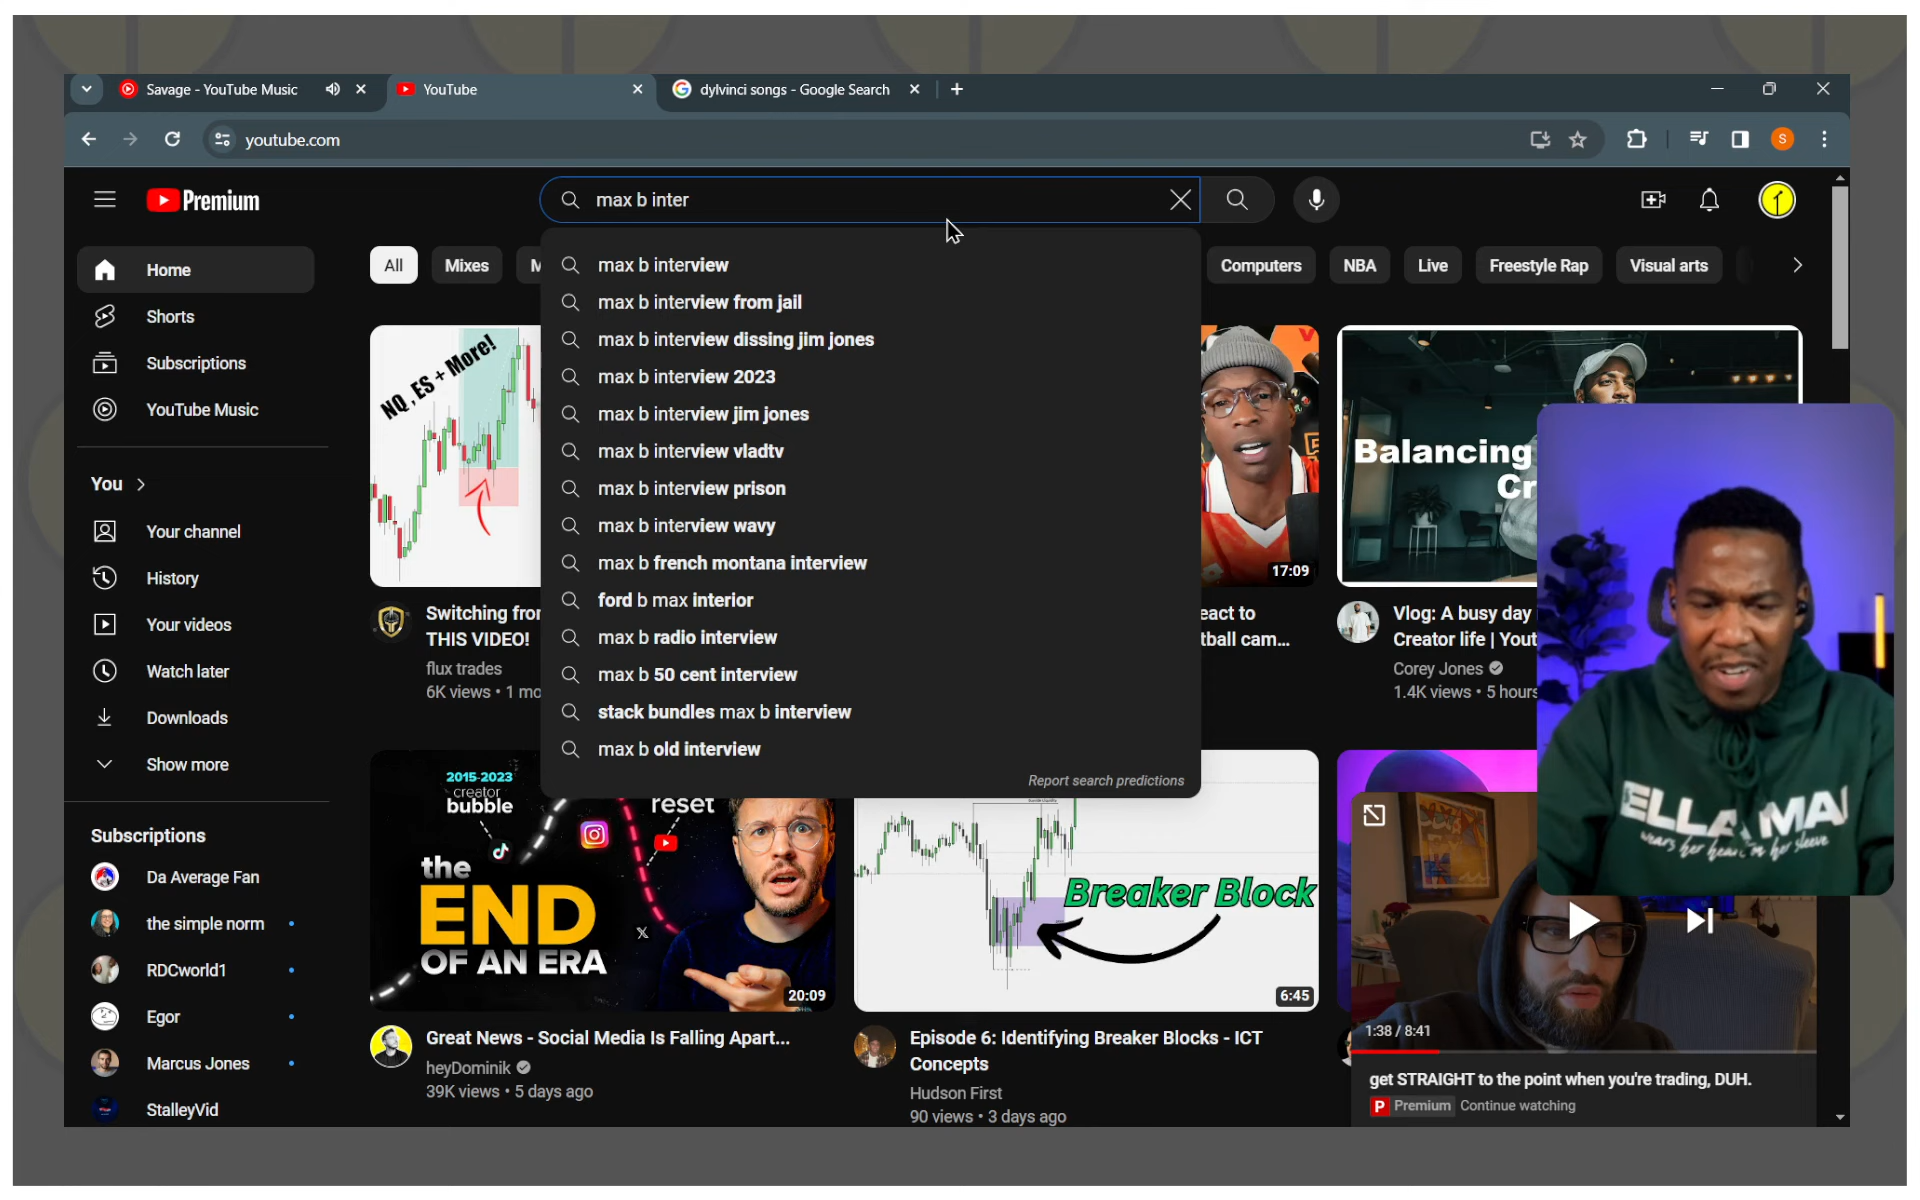 Savage - YouTube Music
YouTube
dylvinci songs - Google Search
youtube.com
S
Premium
max b inter
Home
Shorts
Subscriptions
YouTube Music
You
Your channel
History
Your videos
Watch later
Downloads
Show more
Subscriptions
Da Average Fan
the simple norm
RDCworld1
Egor
Marcus Jones
StalleyVid
All
Mixes
M
Computers
NBA
Live
Freestyle Rap
Visual arts
max b interview
max b interview from jail
max b interview dissing jim jones
max b interview 2023
max b interview jim jones
max b interview vladtv
max b interview prison
max b interview wavy
max b french montana interview
ford b max interior
max b radio interview
max b 50 cent interview
stack bundles max b interview
max b old interview
Report search predictions
NQ, ES + More!
Switching from
THIS VIDEO!
flux trades
6K views • 1 mo
17:09
eact to
tball cam...
Balancing
Cr
Vlog: A busy day
Creator life | Yout
Corey Jones
1.4K views • 5 hours
ELLA MAI
wears her heart on her sleeve
2015-2023
creator
bubble
reset
the
END
OF AN ERA
20:09
Great News - Social Media Is Falling Apart...
heyDominik
39K views • 5 days ago
Breaker Block
6:45
Episode 6: Identifying Breaker Blocks - ICT
Concepts
Hudson First
90 views • 3 days ago
1:38 / 8:41
get STRAIGHT to the point when you're trading, DUH.
P Premium Continue watching